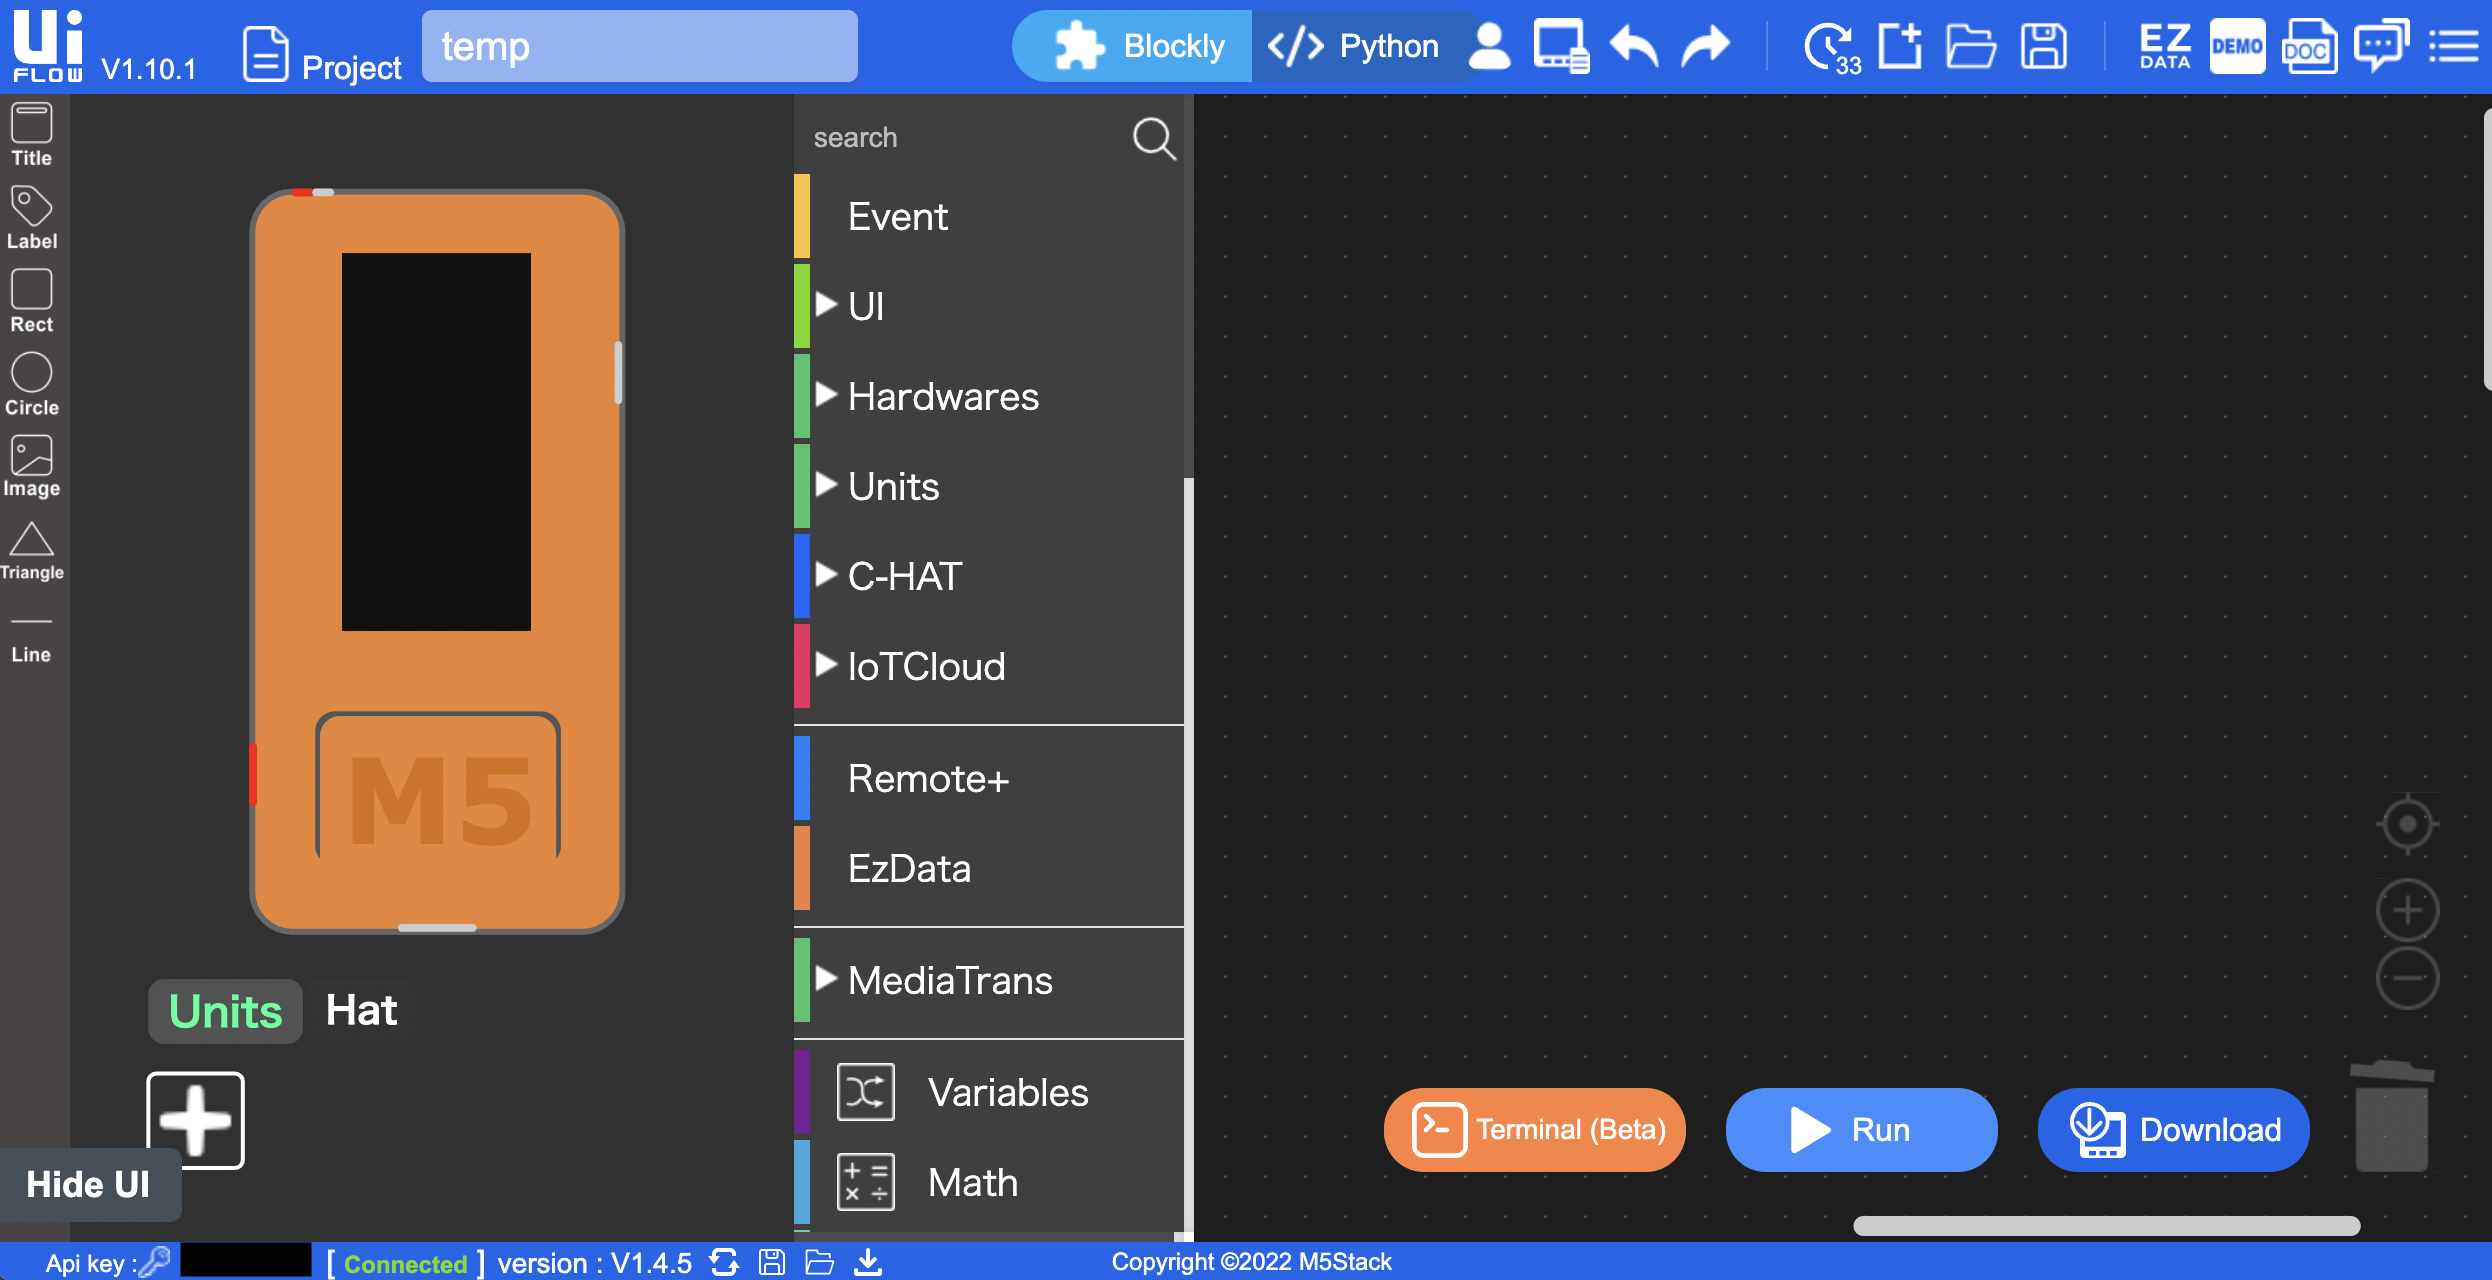 Ui
FLOW
V1.10.1
Project
temp
Blockly
</> Python
33
EZ
DATA
DEMO
DOC
Title
Label
Rect
Circle
Image
Triangle
Line
M5
Units
Hat
Hide UI
search
Event
UI
Hardwares
Units
C-HAT
IoTCloud
Remote+
EzData
MediaTrans
Variables
Math
Terminal (Beta)
Run
Download
Api key :
[ Connected ] version : V1.4.5
Copyright ©2022 M5Stack